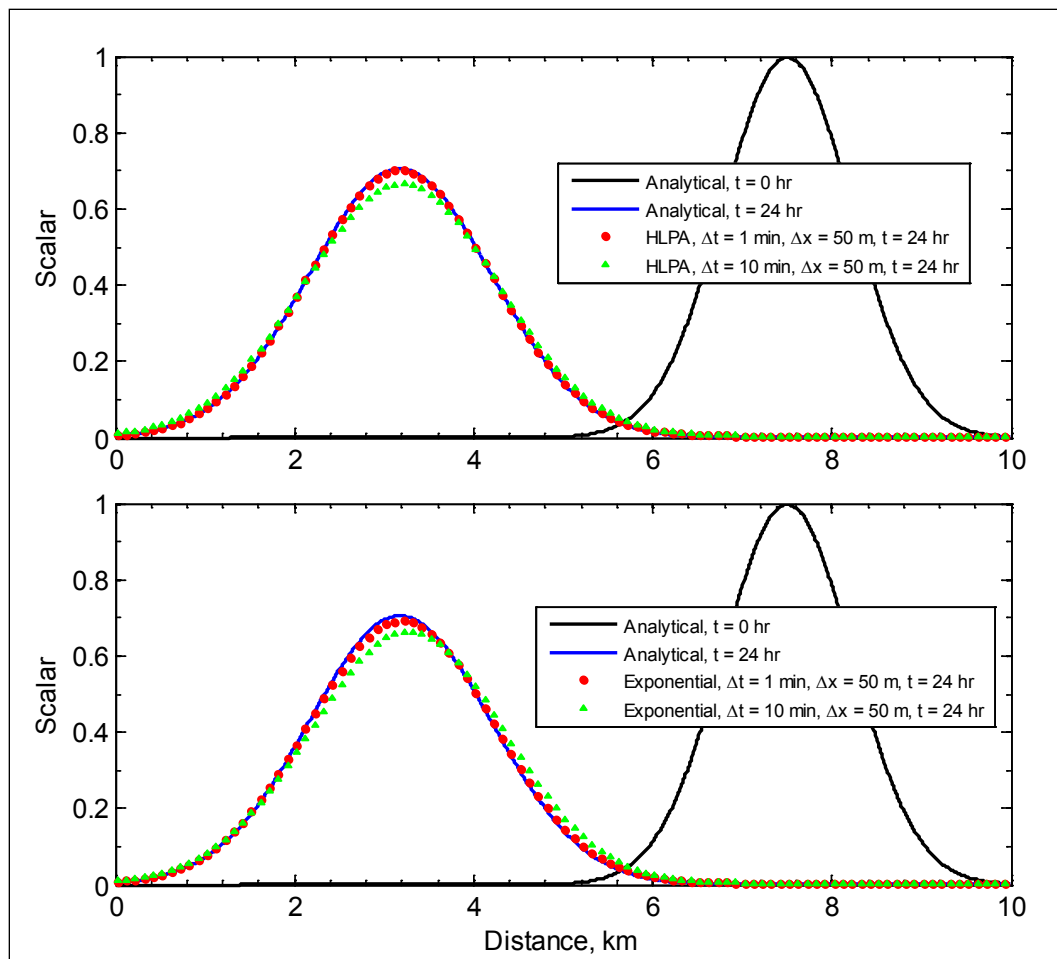 1
0.8
0.6
0.4
0.2
0
Scalar
Analytical, t = 0 hr
Analytical, t = 24 hr
HLPA, Δt = 1 min, Δx = 50 m, t = 24 hr
HLPA, Δt = 10 min, Δx = 50 m, t = 24 hr
0 2 4 6 8 10
1
0.8
0.6
0.4
0.2
0
Scalar
Analytical, t = 0 hr
Analytical, t = 24 hr
Exponential, Δt = 1 min, Δx = 50 m, t = 24 hr
Exponential, Δt = 10 min, Δx = 50 m, t = 24 hr
0 2 4 6 8 10
Distance, km